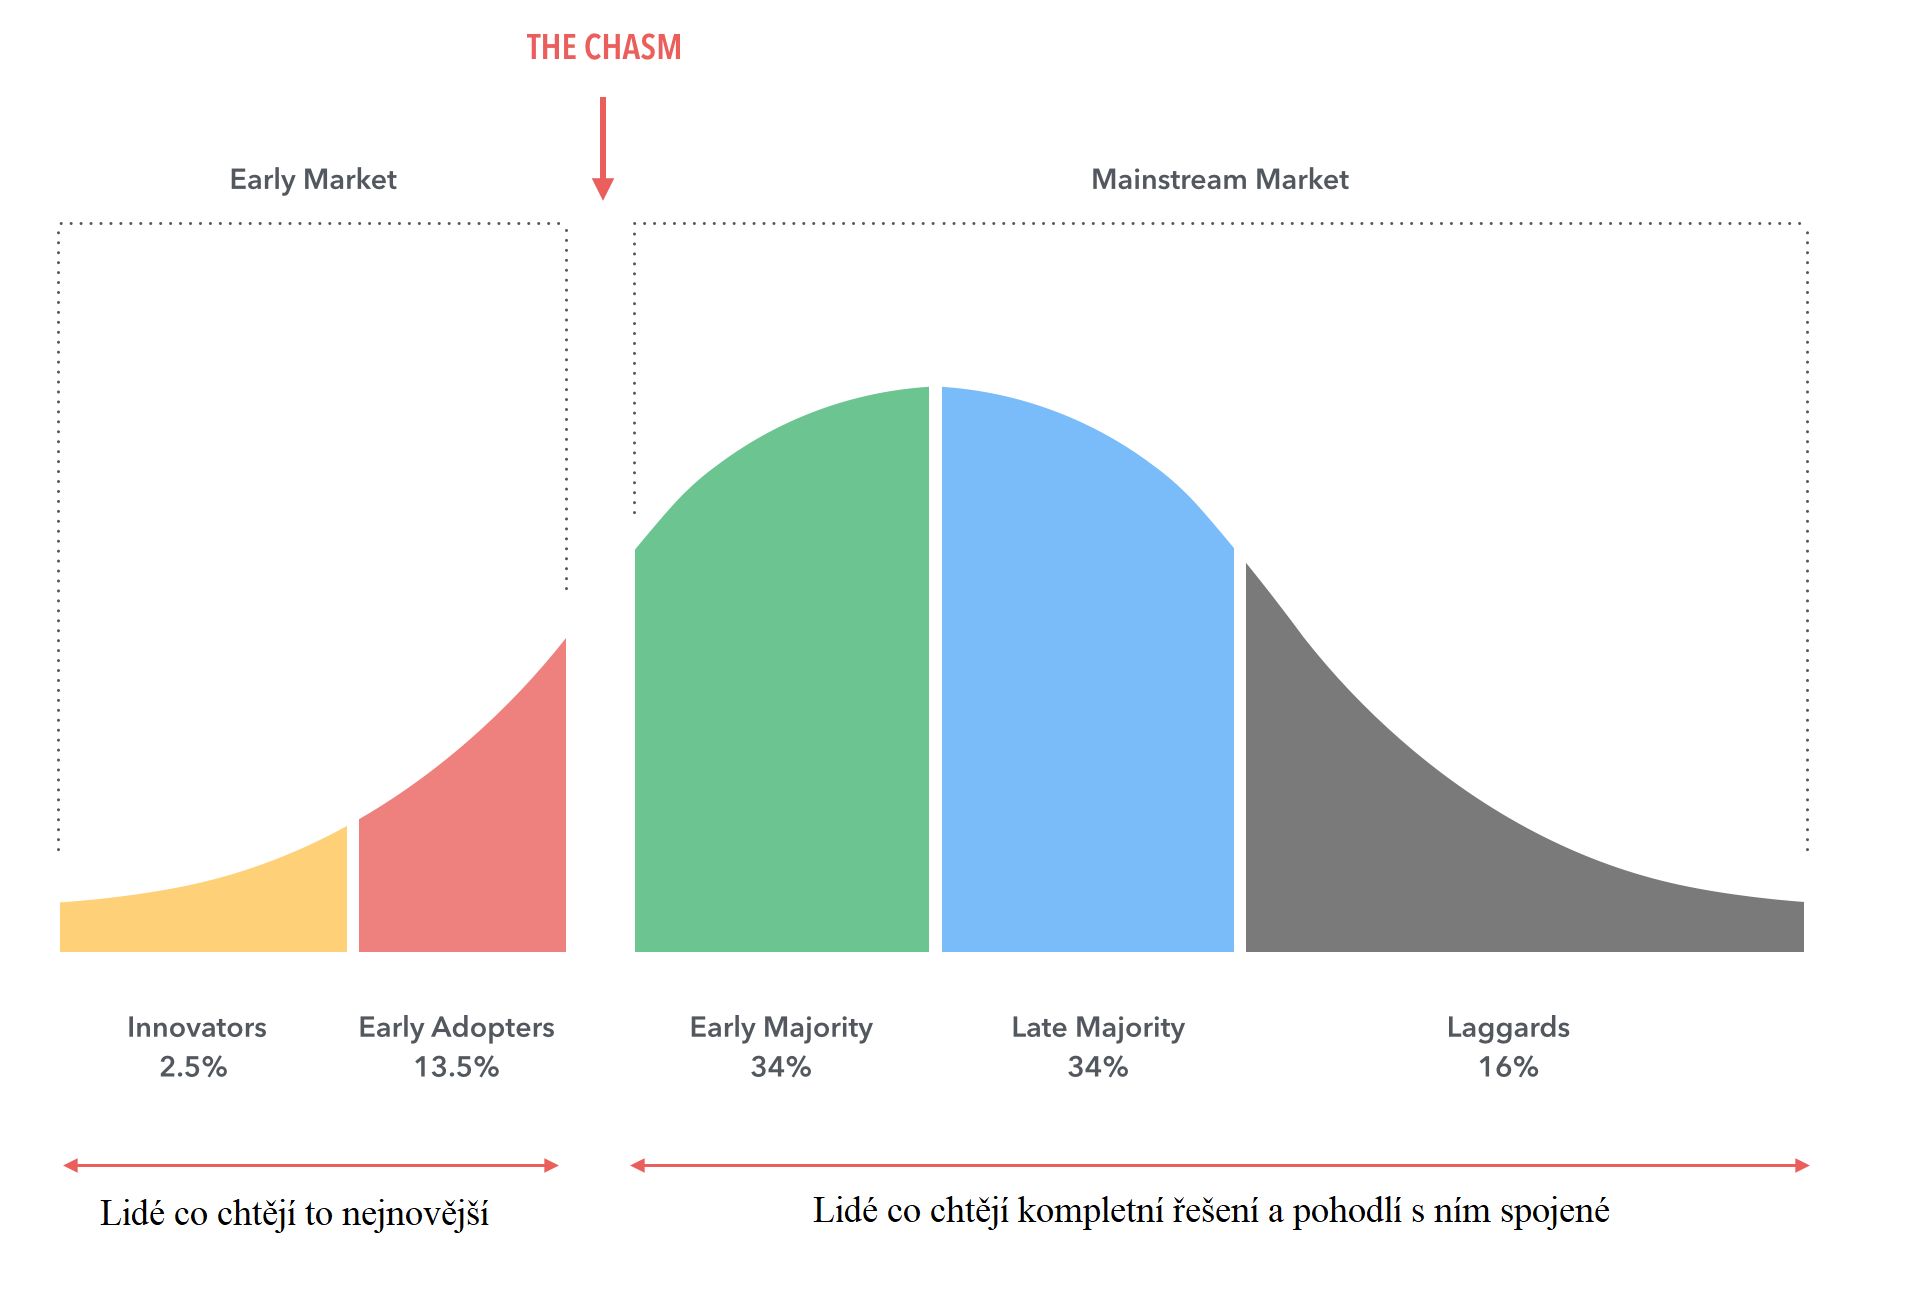 THE CHASM
Early Market
Mainstream Market
Innovators
2.5%
Early Adopters
13.5%
Early Majority
34%
Late Majority
34%
Laggards
16%
Lidé co chtějí to nejnovější
Lidé co chtějí kompletní řešení a pohodlí s ním spojené